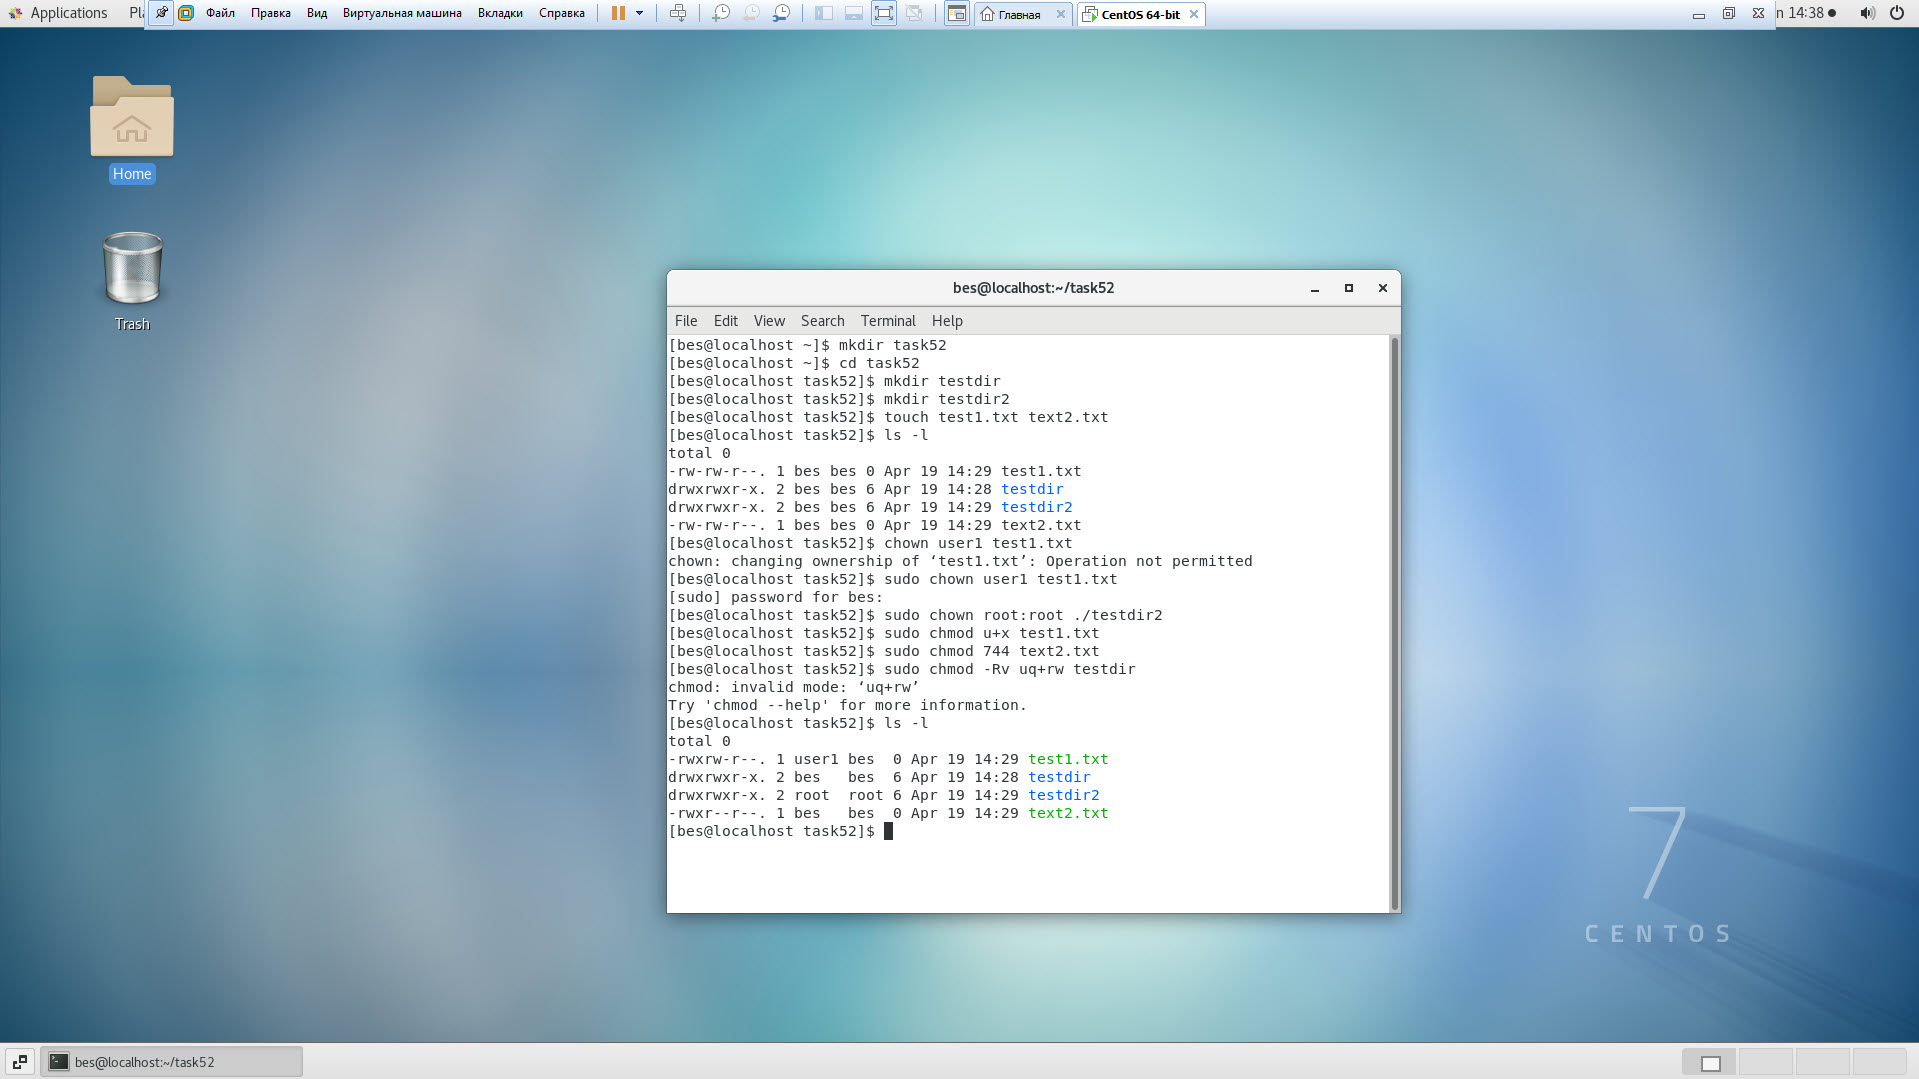 Applications Pl Файл Правка Вид Виртуальная машина Вкладки Справка Главная CentOS 64-bit n 14:38
Home
Trash
bes@localhost:~/task52
File Edit View Search Terminal Help
[bes@localhost ~]$ mkdir task52
[bes@localhost ~]$ cd task52
[bes@localhost task52]$ mkdir testdir
[bes@localhost task52]$ mkdir testdir2
[bes@localhost task52]$ touch test1.txt text2.txt
[bes@localhost task52]$ ls -l
total 0
-rw-rw-r--. 1 bes bes 0 Apr 19 14:29 test1.txt
drwxrwxr-x. 2 bes bes 6 Apr 19 14:28 testdir
drwxrwxr-x. 2 bes bes 6 Apr 19 14:29 testdir2
-rw-rw-r--. 1 bes bes 0 Apr 19 14:29 text2.txt
[bes@localhost task52]$ chown user1 test1.txt
chown: changing ownership of ‘test1.txt’: Operation not permitted
[bes@localhost task52]$ sudo chown user1 test1.txt
[sudo] password for bes:
[bes@localhost task52]$ sudo chown root:root ./testdir2
[bes@localhost task52]$ sudo chmod u+x test1.txt
[bes@localhost task52]$ sudo chmod 744 text2.txt
[bes@localhost task52]$ sudo chmod -Rv uq+rw testdir
chmod: invalid mode: ‘uq+rw’
Try 'chmod --help' for more information.
[bes@localhost task52]$ ls -l
total 0
-rwxrw-r--. 1 user1 bes  0 Apr 19 14:29 test1.txt
drwxrwxr-x. 2 bes   bes  6 Apr 19 14:28 testdir
drwxrwxr-x. 2 root  root 6 Apr 19 14:29 testdir2
-rwxr--r--. 1 bes   bes  0 Apr 19 14:29 text2.txt
[bes@localhost task52]$
7
CENTOS
bes@localhost:~/task52